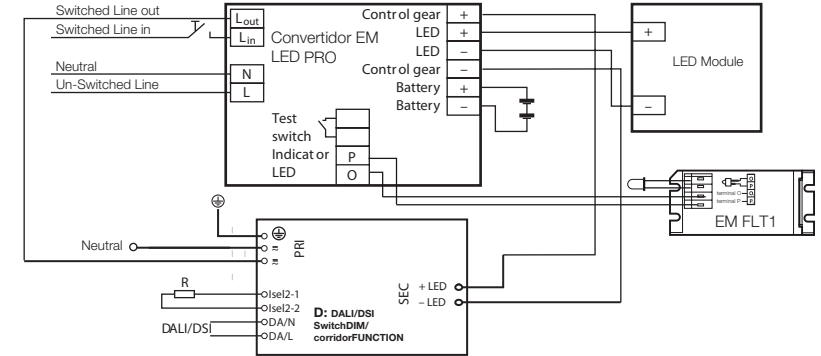 Switched Line out
Switched Line in
Neutral
Un-Switched Line
Lout
Lin
N
L
Convertidor EM
LED PRO
Control gear +
LED +
LED –
Control gear –
Battery +
Battery –
Test
switch
Indicator
LED
P
O
+
–
LED Module
O
P
terminal O O
terminal P P
EM FLT1
Neutral
PRI
~
~
R
Isel2-1
Isel2-2
DALI/DSI
DA/N
DA/L
D: DALI/DSI
SwitchDIM/
corridorFUNCTION
SEC
+ LED
– LED